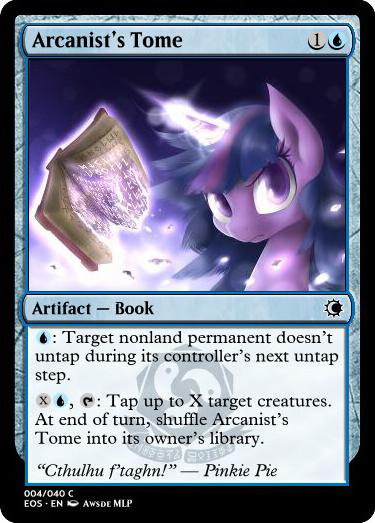 Arcanist's Tome 1
Artifact — Book
: Target nonland permanent doesn't
untap during its controller's next untap
step.
X , : Tap up to X target creatures.
At end of turn, shuffle Arcanist's
Tome into its owner's library.
“Cthulhu f'taghn!” — Pinkie Pie
004/040 C
EOS • EN Awsde MLP